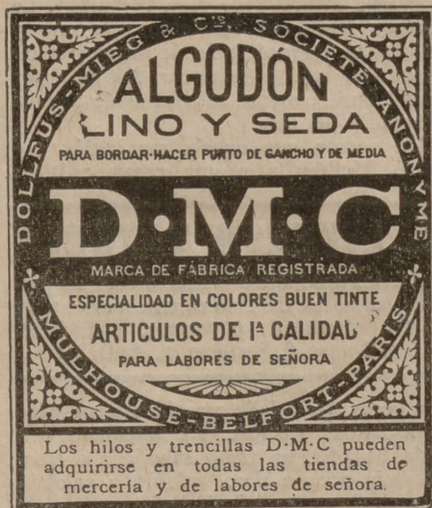 DOLLFUS-MIEG & Cⁱᵉ, SOCIETE ANONYME
ALGODÓN
LINO Y SEDA
PARA BORDAR·HACER PUNTO DE GANCHO Y DE MEDIA
D·M·C
MARCA DE FÁBRICA REGISTRADA
ESPECIALIDAD EN COLORES BUEN TINTE
ARTICULOS DE 1ª CALIDAD
PARA LABORES DE SEÑORA
MULHOUSE-BELFORT-PARIS
Los hilos y trencillas D·M·C pueden
adquirirse en todas las tiendas de
mercería y de labores de señora.